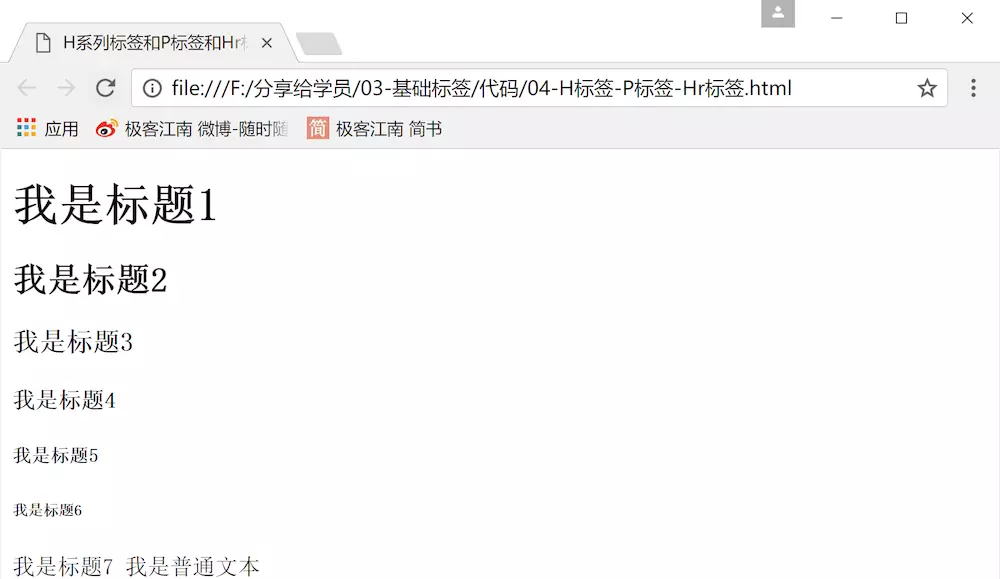 H系列标签和P标签和Hr
file:///F:/分享给学员/03-基础标签/代码/04-H标签-P标签-Hr标签.html
应用 极客江南 微博-随时随 简 极客江南 简书
我是标题1
我是标题2
我是标题3
我是标题4
我是标题5
我是标题6
我是标题7 我是普通文本